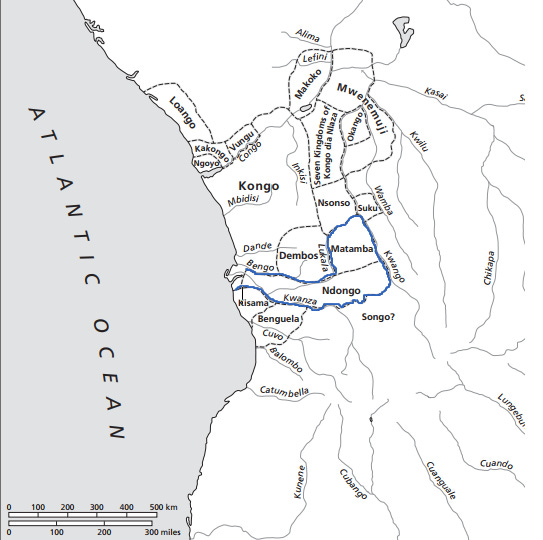 Alima
Lefini
Makoko
Mwenemuji
Kasai
Loango
Kakongo
Vungu
Ngoyo
Congo
Seven Kingdoms of
Kongo dia Nlaza
Okango
Kwilu
Inkisi
Kongo
Mbidisi
Nsonso
Suku
Wamba
Dande
Dembos
Lukala
Matamba
Kwango
Chikapa
Bengo
Ndongo
Kisama
Kwanza
Songo?
Benguela
Cuvo
Balombo
Catumbella
Kunene
Cubango
Cuanguale
Cuando
ATLANTIC OCEAN
0 100 200 300 400 500 km
0 100 200 300 miles